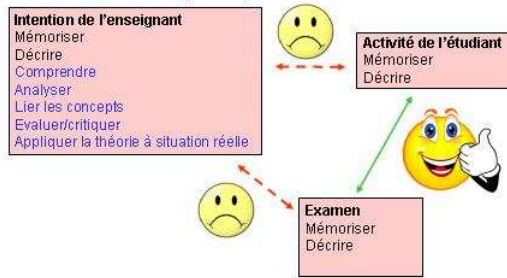 Intention de l'enseignant
Mémoriser
Décrire
Comprendre
Analyser
Lier les concepts
Evaluer/critiquer
Appliquer la théorie à situation réelle
Activité de l'étudiant
Mémoriser
Décrire
Examen
Mémoriser
Décrire